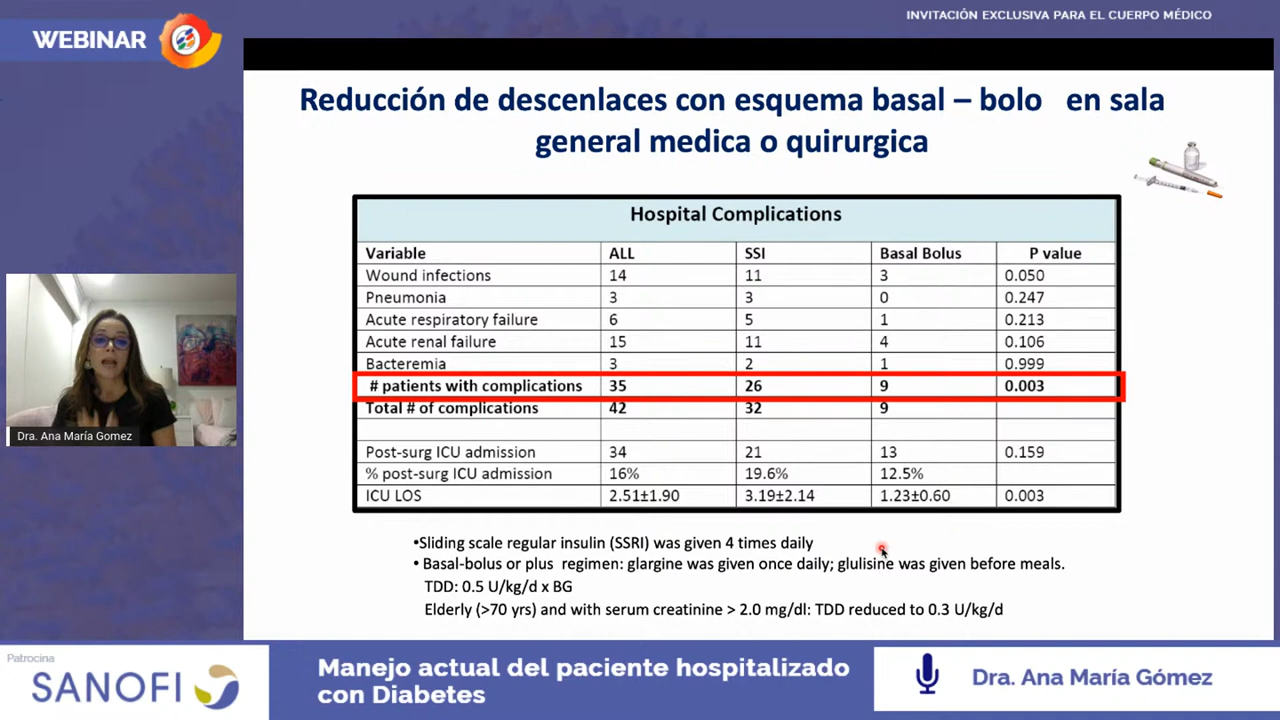 INVITACIÓN EXCLUSIVA PARA EL CUERPO MÉDICO
WEBINAR
Reducción de descenlaces con esquema basal – bolo en sala
general medica o quirurgica
Hospital Complications
Variable ALL SSI Basal Bolus P value
Wound infections 14 11 3 0.050
Pneumonia 3 3 0 0.247
Acute respiratory failure 6 5 1 0.213
Acute renal failure 15 11 4 0.106
Bacteremia 3 2 1 0.999
# patients with complications 35 26 9 0.003
Total # of complications 42 32 9
Post-surg ICU admission 34 21 13 0.159
% post-surg ICU admission 16% 19.6% 12.5%
ICU LOS 2.51±1.90 3.19±2.14 1.23±0.60 0.003
•Sliding scale regular insulin (SSRI) was given 4 times daily
• Basal-bolus or plus regimen: glargine was given once daily; glulisine was given before meals.
TDD: 0.5 U/kg/d x BG
Elderly (>70 yrs) and with serum creatinine > 2.0 mg/dl: TDD reduced to 0.3 U/kg/d
Dra. Ana María Gomez
Patrocina
SANOFI
Manejo actual del paciente hospitalizado
con Diabetes
Dra. Ana María Gómez